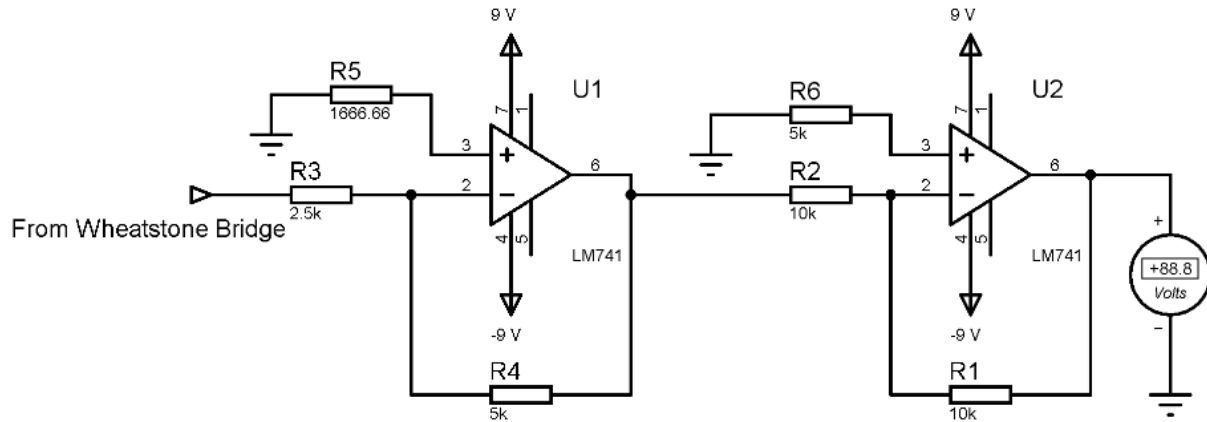 9 V
9 V
R5
1666.66
U1
7
1
3
+
2
−
6
4
5
LM741
-9 V
R3
2.5k
From Wheatstone Bridge
R4
5k
R6
5k
U2
7
1
3
+
2
−
6
4
5
LM741
-9 V
R2
10k
R1
10k
+
+88.8
Volts
−